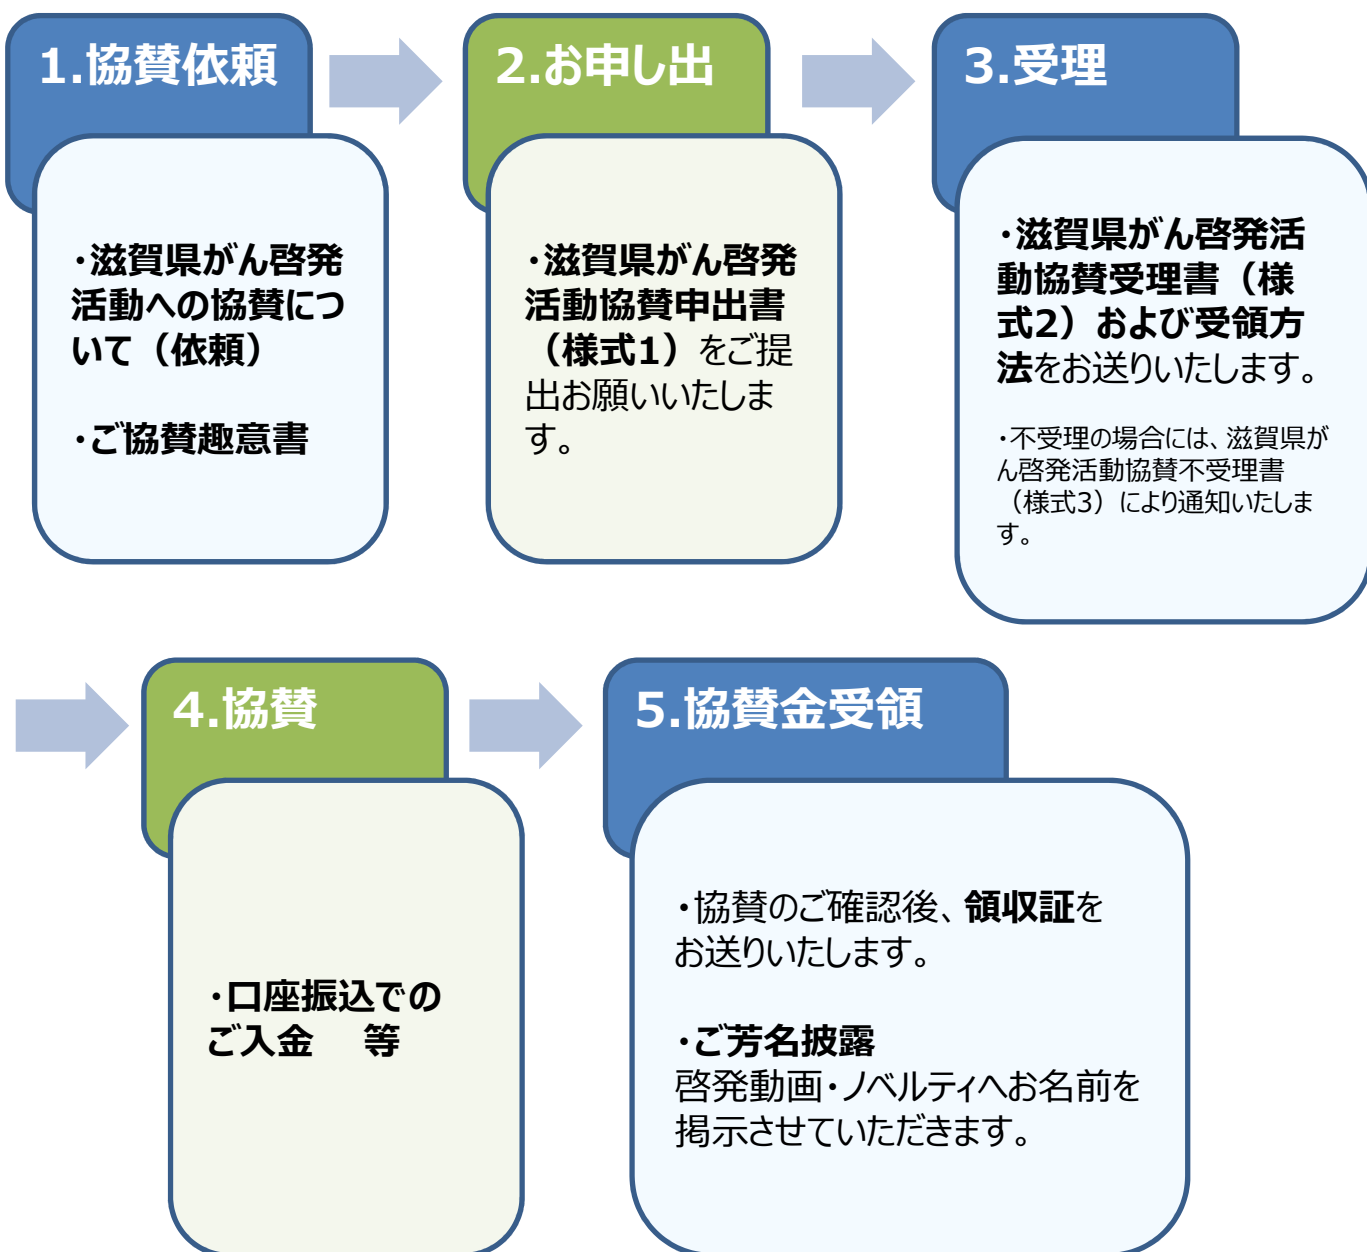 1.協賛依頼
・滋賀県がん啓発
活動への協賛につ
いて（依頼）
・ご協賛趣意書
2.お申し出
・滋賀県がん啓発
活動協賛申出書
（様式1）をご提
出お願いいたしま
す。
3.受理
・滋賀県がん啓発活
動協賛受理書（様
式2）および受領方
法をお送りいたします。
・不受理の場合には、滋賀県が
ん啓発活動協賛不受理書
（様式3）により通知いたしま
す。
4.協賛
・口座振込での
ご入金　等
5.協賛金受領
・協賛のご確認後、領収証を
お送りいたします。
・ご芳名披露
啓発動画・ノベルティへお名前を
掲示させていただきます。